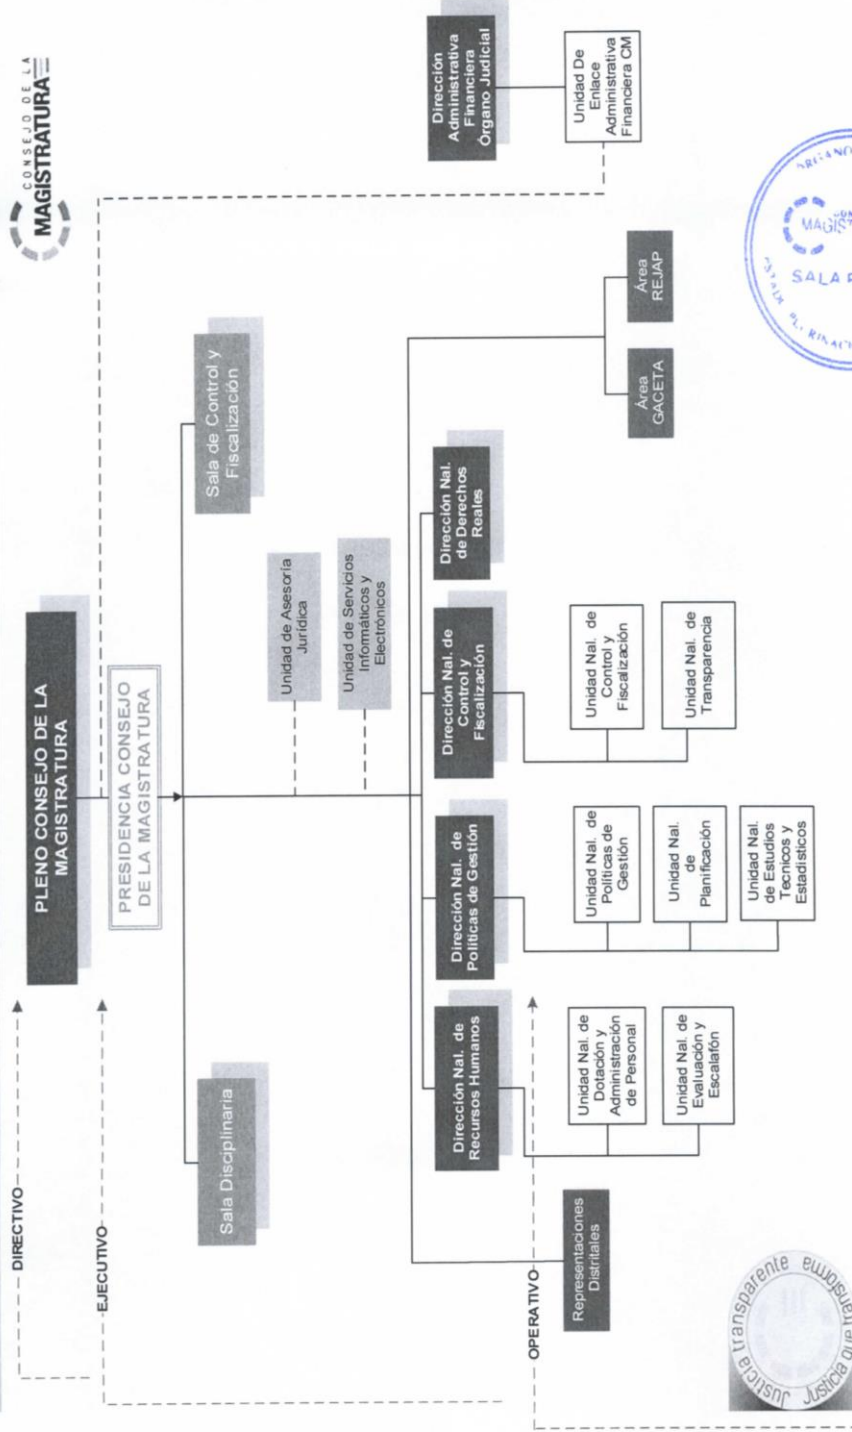 CONSEJO DE LA
MAGISTRATURA
DIRECTIVO
PLENO CONSEJO DE LA
MAGISTRATURA
EJECUTIVO
PRESIDENCIA CONSEJO
DE LA MAGISTRATURA
Sala Disciplinaria
Sala de Control y
Fiscalización
Unidad de Asesoría
Jurídica
Unidad de Servicios
Informáticos y
Electrónicos
Dirección
Administrativa
Financiera
Órgano Judicial
Unidad De
Enlace
Administrativa
Financiera CM
Dirección Nal. de
Recursos Humanos
Dirección Nal. de
Políticas de Gestión
Dirección Nal. de
Control y
Fiscalización
Dirección Nal.
de Derechos
Reales
OPERATIVO
Representaciones
Distritales
Unidad Nal. de
Dotación y
Administración
de Personal
Unidad Nal. de
Evaluación y
Escalafón
Unidad Nal. de
Políticas de
Gestión
Unidad Nal.
de
Planificación
Unidad Nal.
de Estudios
Tecnicos y
Estadísticos
Unidad Nal. de
Control y
Fiscalización
Unidad Nal. de
Transparencia
Área
GACETA
Área
REJAP
Justicia transparente
Justicia que
SALA